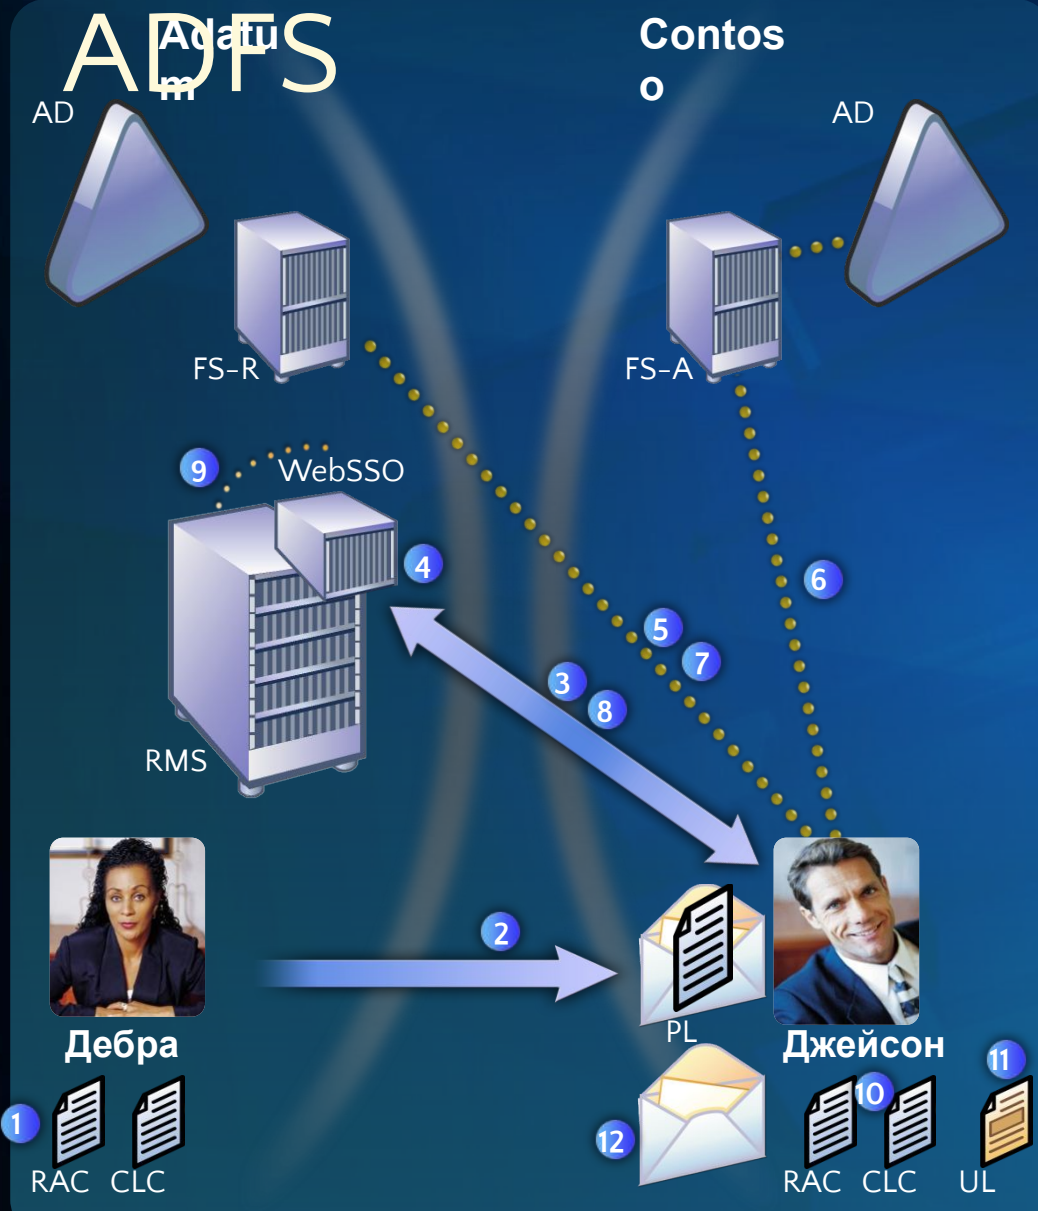 ADFS
Adatu
m
Contos
o
AD
AD
FS-R
FS-A
9
WebSSO
4
6
5
7
3
8
RMS
2
PL
Дебра
Джейсон
11
1
10
12
RAC CLC
RAC CLC UL